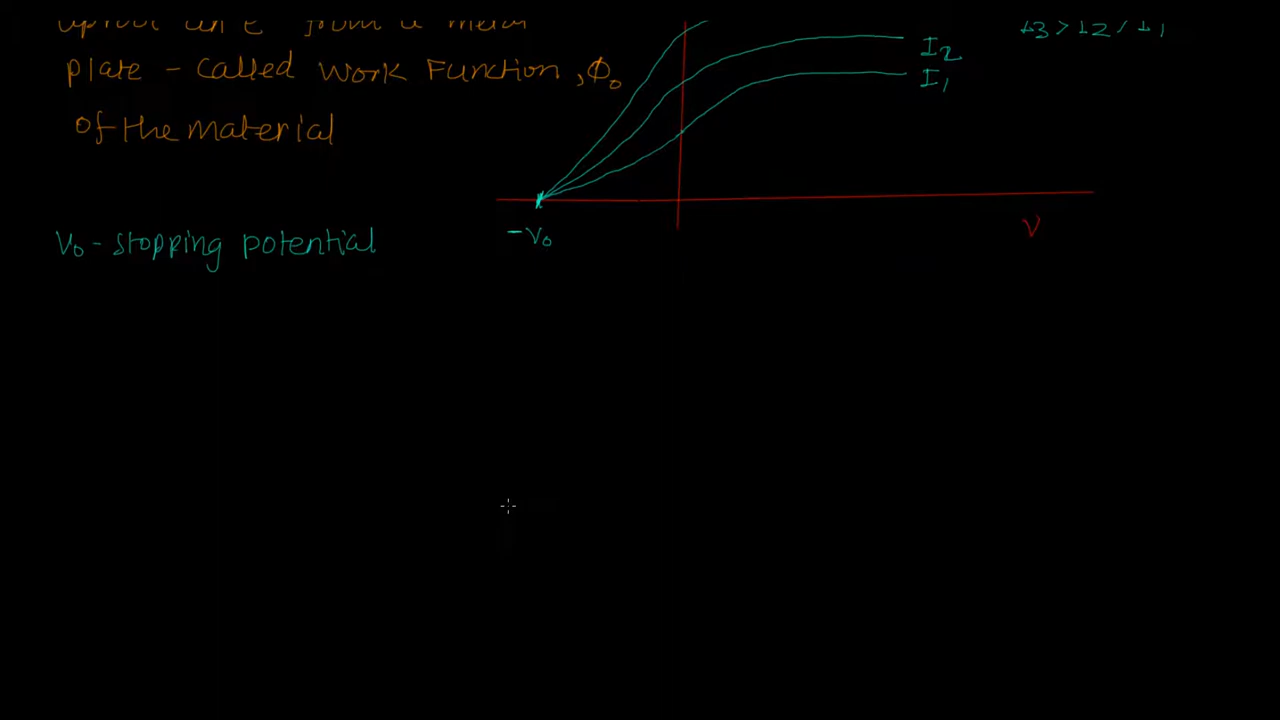 plate - Called Work Function, Φ₀
Of the material
V₀ - stopping potential
I₂
I₁
-V₀
V